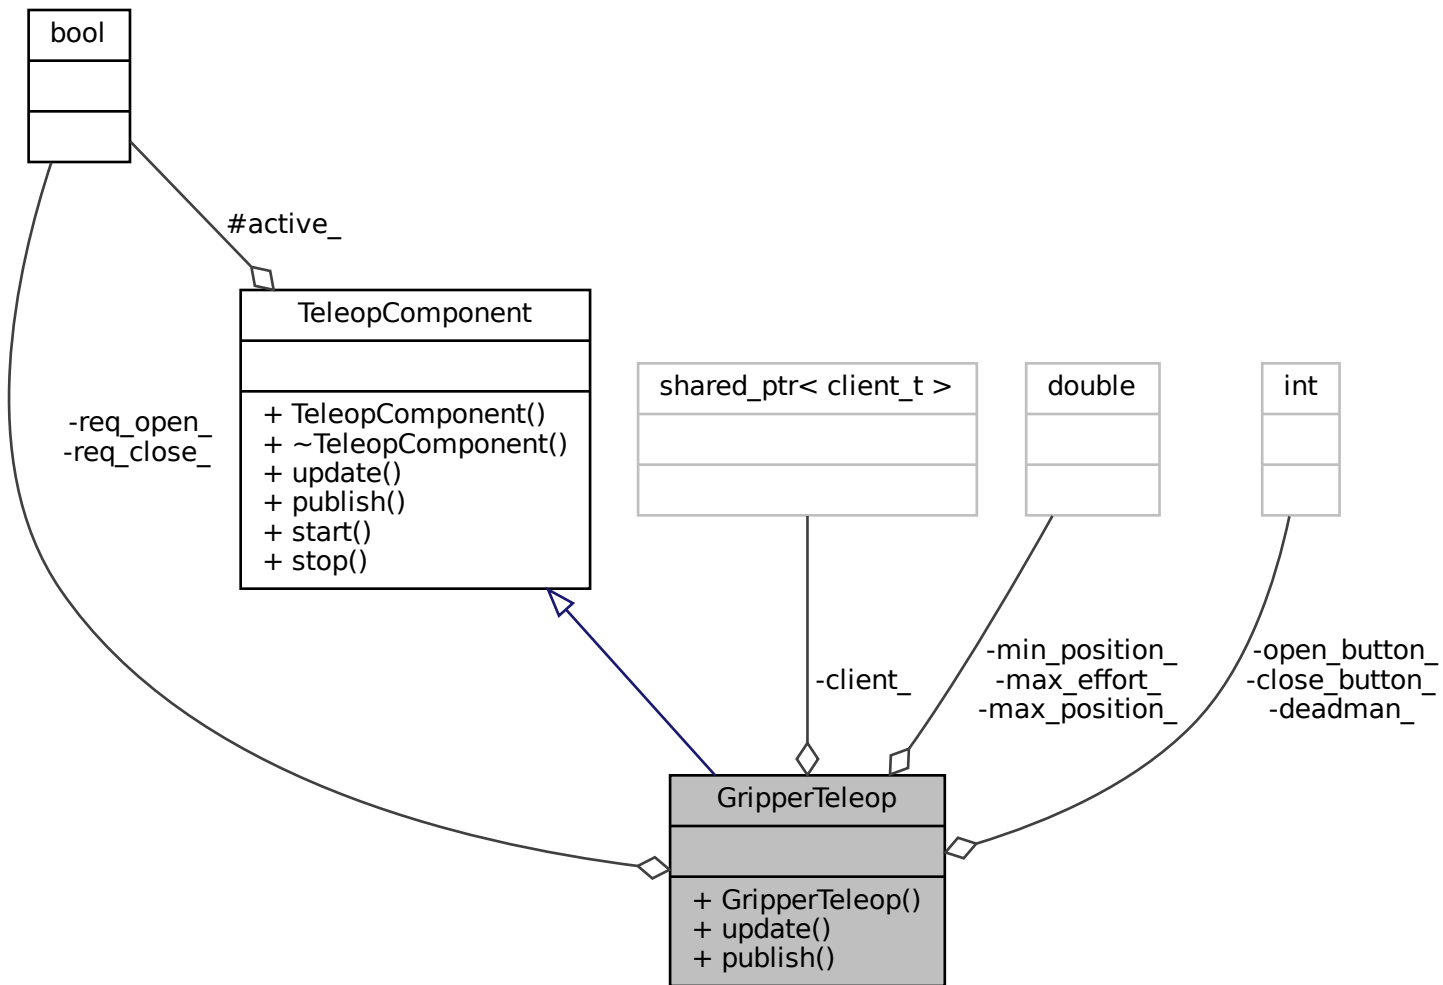 bool
#active_
TeleopComponent
+ TeleopComponent()
+ ~TeleopComponent()
+ update()
+ publish()
+ start()
+ stop()
shared_ptr< client_t >
double
int
-req_open_
-req_close_
-client_
-min_position_
-max_effort_
-max_position_
-open_button_
-close_button_
-deadman_
GripperTeleop
+ GripperTeleop()
+ update()
+ publish()